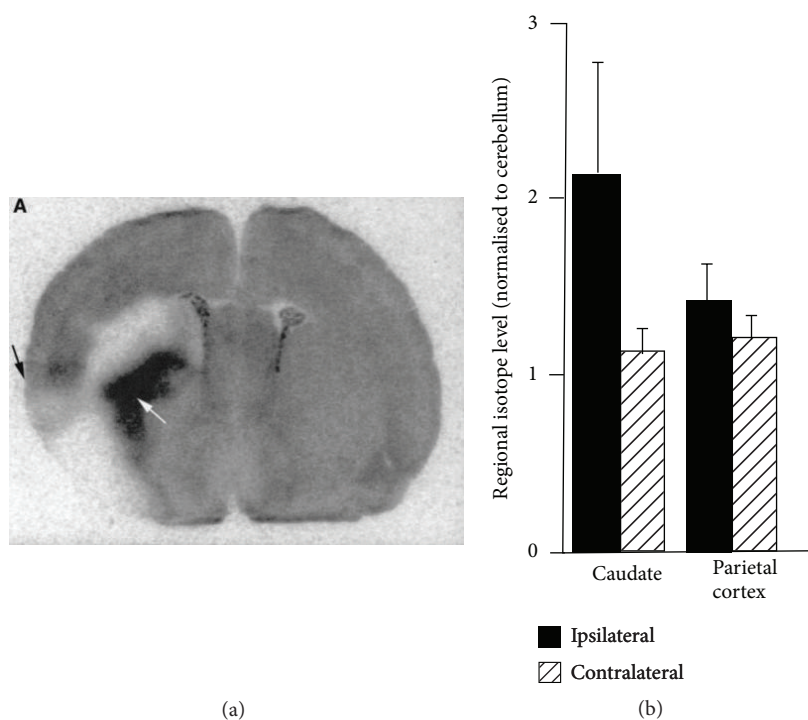 A
Regional isotope level (normalised to cerebellum)
3
2
1
0
Caudate
Parietal
cortex
Ipsilateral
Contralateral
(a)
(b)